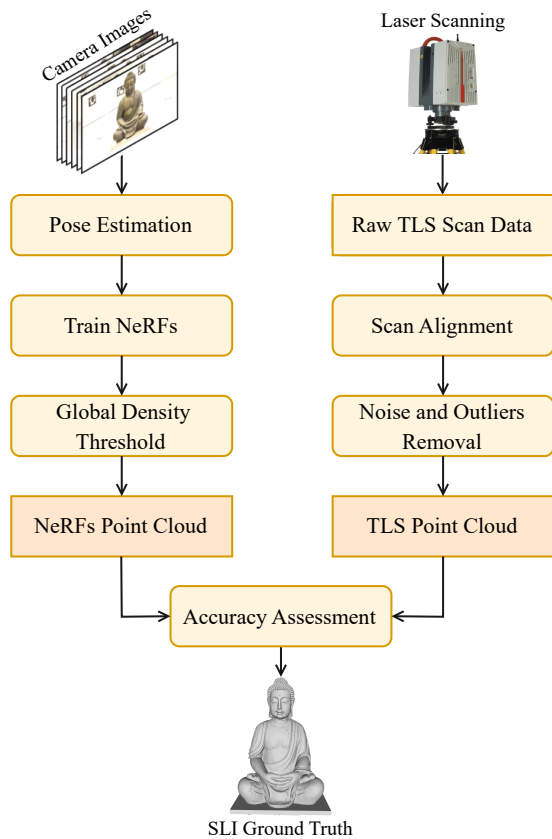 Camera Images
Laser Scanning
Pose Estimation
Raw TLS Scan Data
Train NeRFs
Scan Alignment
Global Density
Threshold
Noise and Outliers
Removal
NeRFs Point Cloud
TLS Point Cloud
Accuracy Assessment
SLI Ground Truth